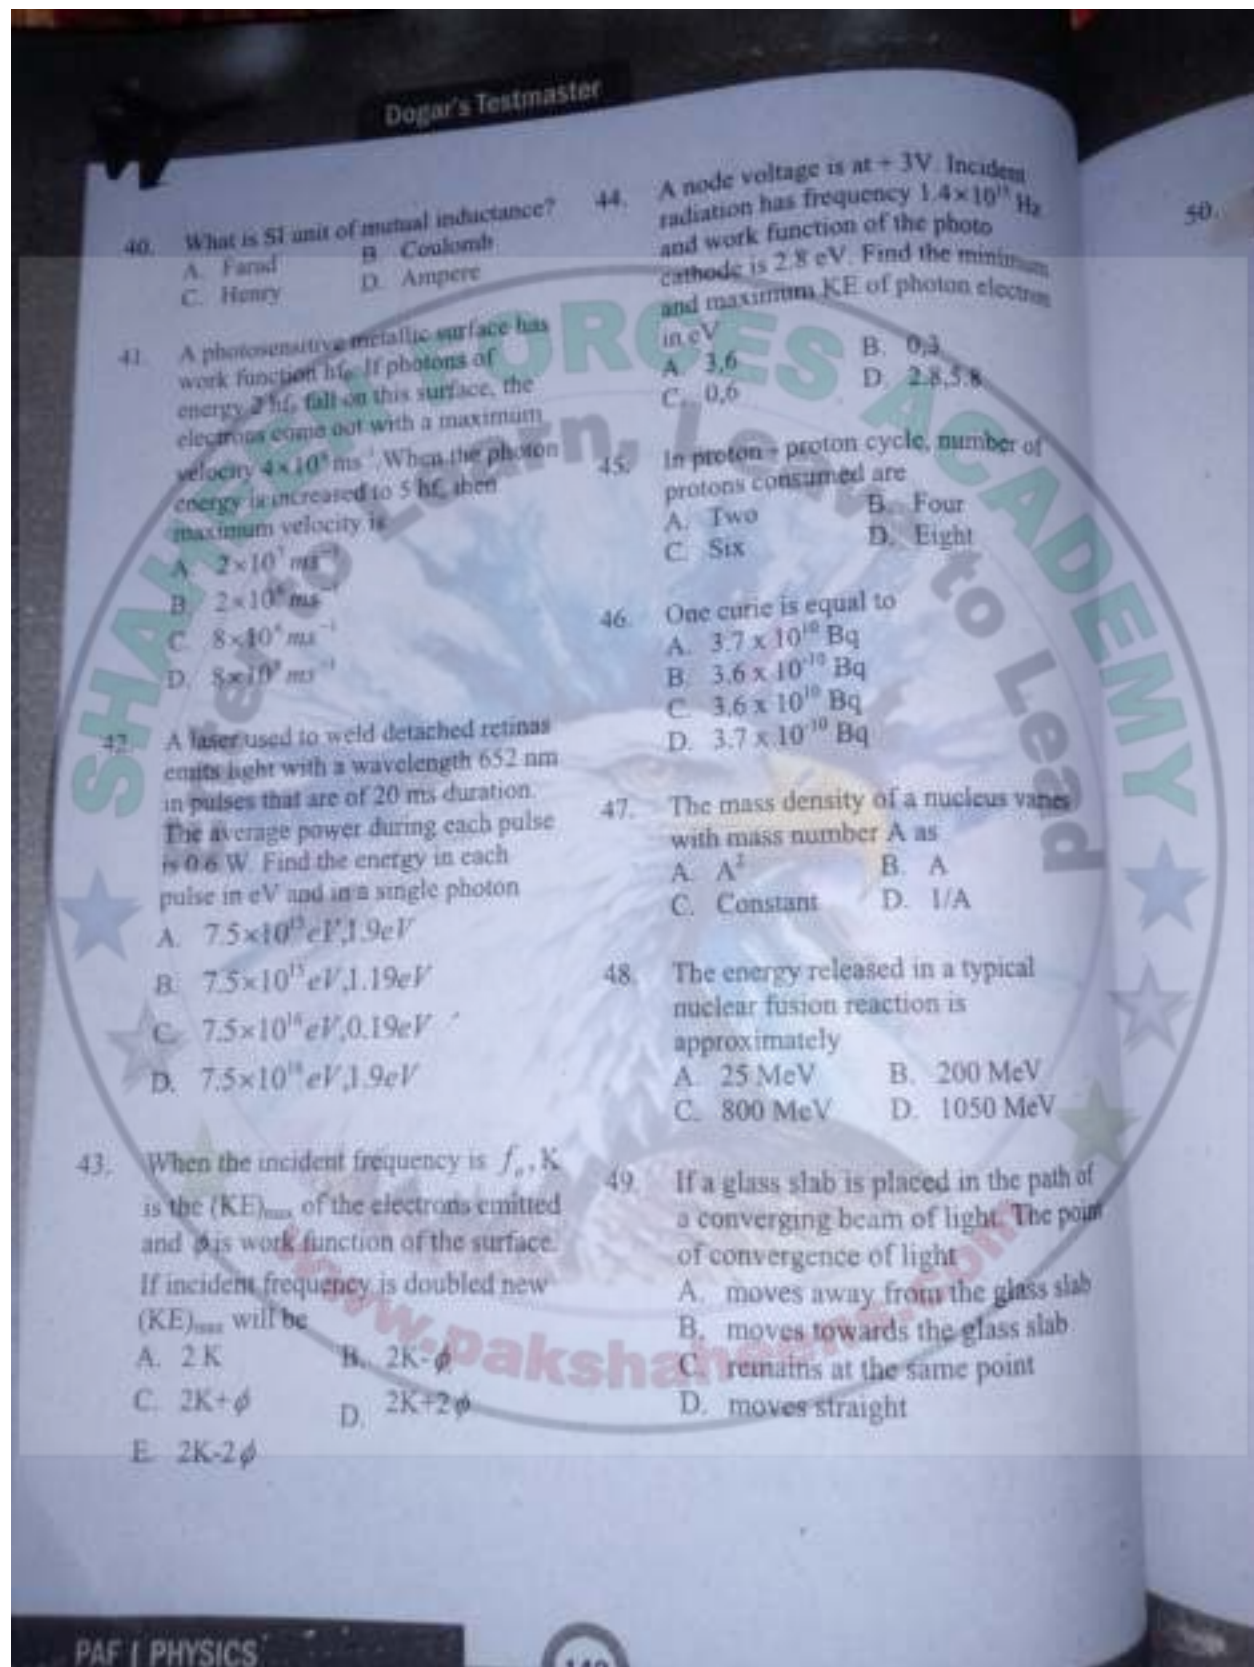 Dogar's Testmaster
40. What is SI unit of mutual inductance?
A. Farad B. Coulomb
C. Henry D. Ampere
41. A photosensitive metallic surface has
work function hf₀. If photons of
energy 2 hf₀ fall on this surface, the
electrons come out with a maximum
velocity 4×10⁶ ms⁻¹. When the photon
energy is increased to 5 hf₀ then
maximum velocity is
A. 2×10⁷ ms⁻¹
B. 2×10⁶ ms⁻¹
C. 8×10⁶ ms⁻¹
D. 8×10⁵ ms⁻¹
42. A laser used to weld detached retinas
emits light with a wavelength 652 nm
in pulses that are of 20 ms duration.
The average power during each pulse
is 0.6 W. Find the energy in each
pulse in eV and in a single photon
A. 7.5×10¹⁵eV,1.9eV
B. 7.5×10¹⁵eV,1.19eV
C. 7.5×10¹⁶eV,0.19eV
D. 7.5×10¹⁶eV,1.9eV
43. When the incident frequency is fₒ, K
is the (KE)max of the electrons emitted
and ϕ is work function of the surface.
If incident frequency is doubled new
(KE)max will be
A. 2 K B. 2K-ϕ
C. 2K+ϕ D. 2K+2ϕ
E. 2K-2ϕ
44. A node voltage is at + 3V. Incident
radiation has frequency 1.4×10¹⁵ Hz
and work function of the photo
cathode is 2.8 eV. Find the minimum
and maximum KE of photon electron
in eV
A. 3,6 B. 0,3
C. 0,6 D. 2.8,5.8
45. In proton - proton cycle, number of
protons consumed are
A. Two B. Four
C. Six D. Eight
46. One curie is equal to
A. 3.7 x 10¹⁰ Bq
B. 3.6 x 10⁻¹⁰ Bq
C. 3.6 x 10¹⁰ Bq
D. 3.7 x 10⁻¹⁰ Bq
47. The mass density of a nucleus varies
with mass number A as
A. A² B. A
C. Constant D. 1/A
48. The energy released in a typical
nuclear fusion reaction is
approximately
A. 25 MeV B. 200 MeV
C. 800 MeV D. 1050 MeV
49. If a glass slab is placed in the path of
a converging beam of light. The point
of convergence of light
A. moves away from the glass slab
B. moves towards the glass slab
C. remains at the same point
D. moves straight
50.
SHAHEEN FORCES ACADEMY
to Learn, to Lead
www.pakshaheens.com
PAF | PHYSICS